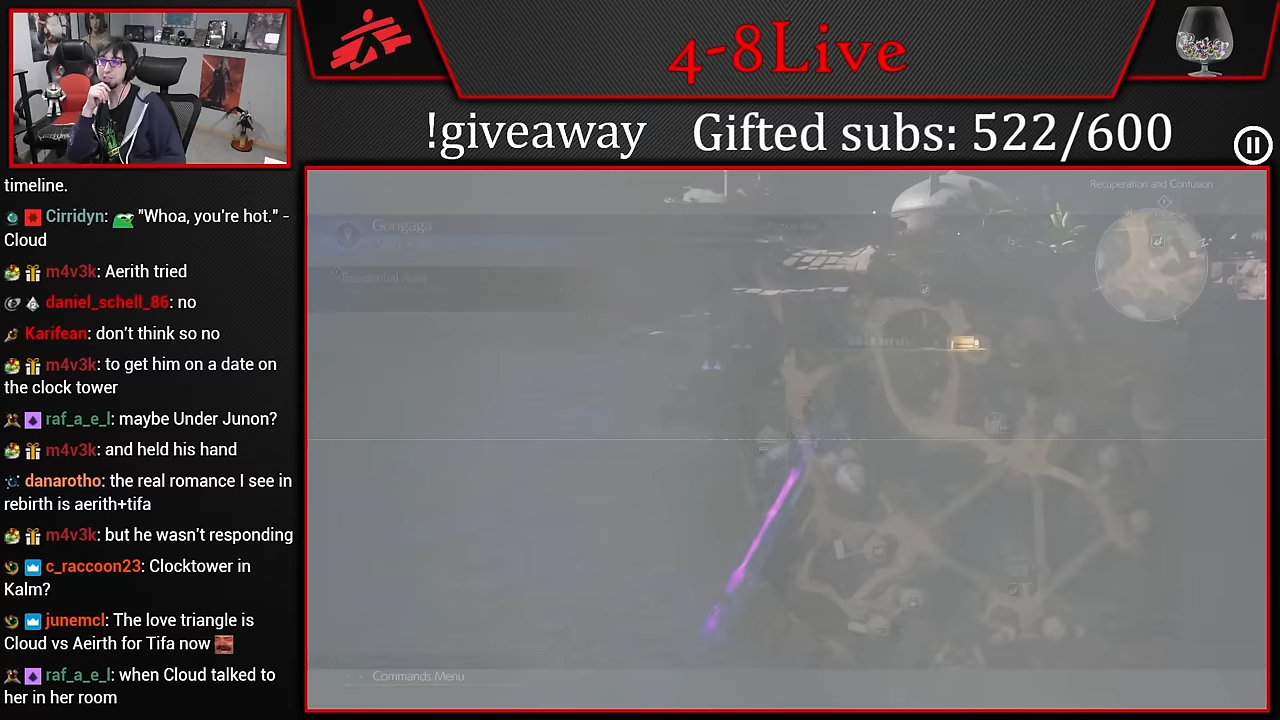 4-8Live
!giveaway
Gifted subs: 522/600
timeline.
Cirridyn: "Whoa, you're hot." -
Cloud
m4v3k: Aerith tried
daniel_schell_86: no
Karifean: don't think so no
m4v3k: to get him on a date on
the clock tower
raf_a_e_l: maybe Under Junon?
m4v3k: and held his hand
danarotho: the real romance I see in
rebirth is aerith+tifa
m4v3k: but he wasn't responding
c_raccoon23: Clocktower in
Kalm?
junemcl: The love triangle is
Cloud vs Aeirth for Tifa now
raf_a_e_l: when Cloud talked to
her in her room
Recuperation and Confusion
Gongaga
Region Map
Residential Area
Commands Menu